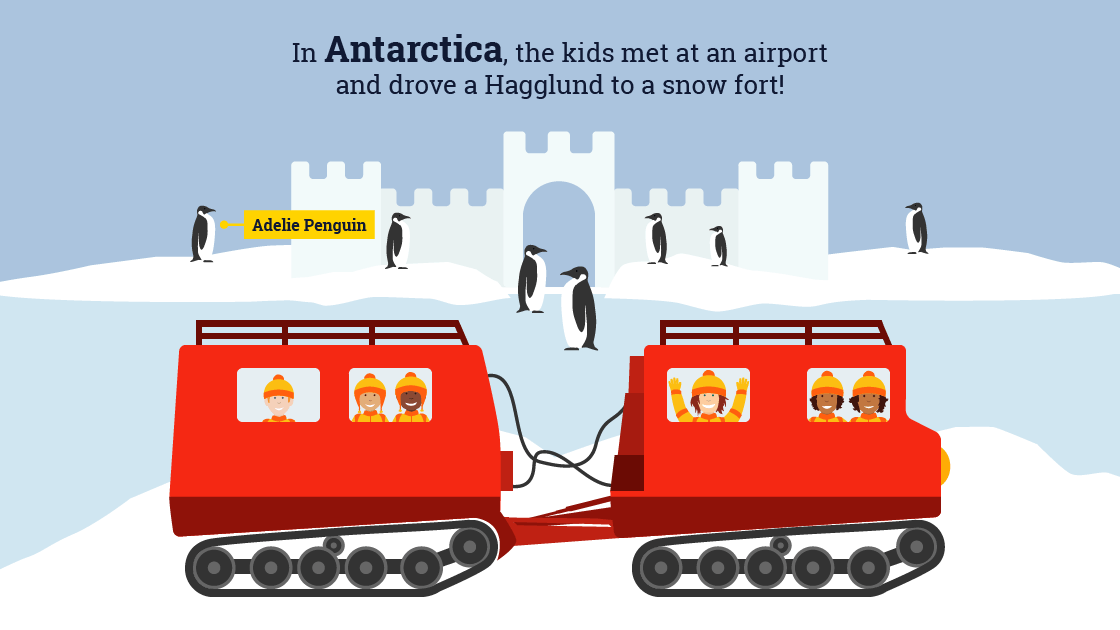 In Antarctica, the kids met at an airport
and drove a Hagglund to a snow fort!
Adelie Penguin